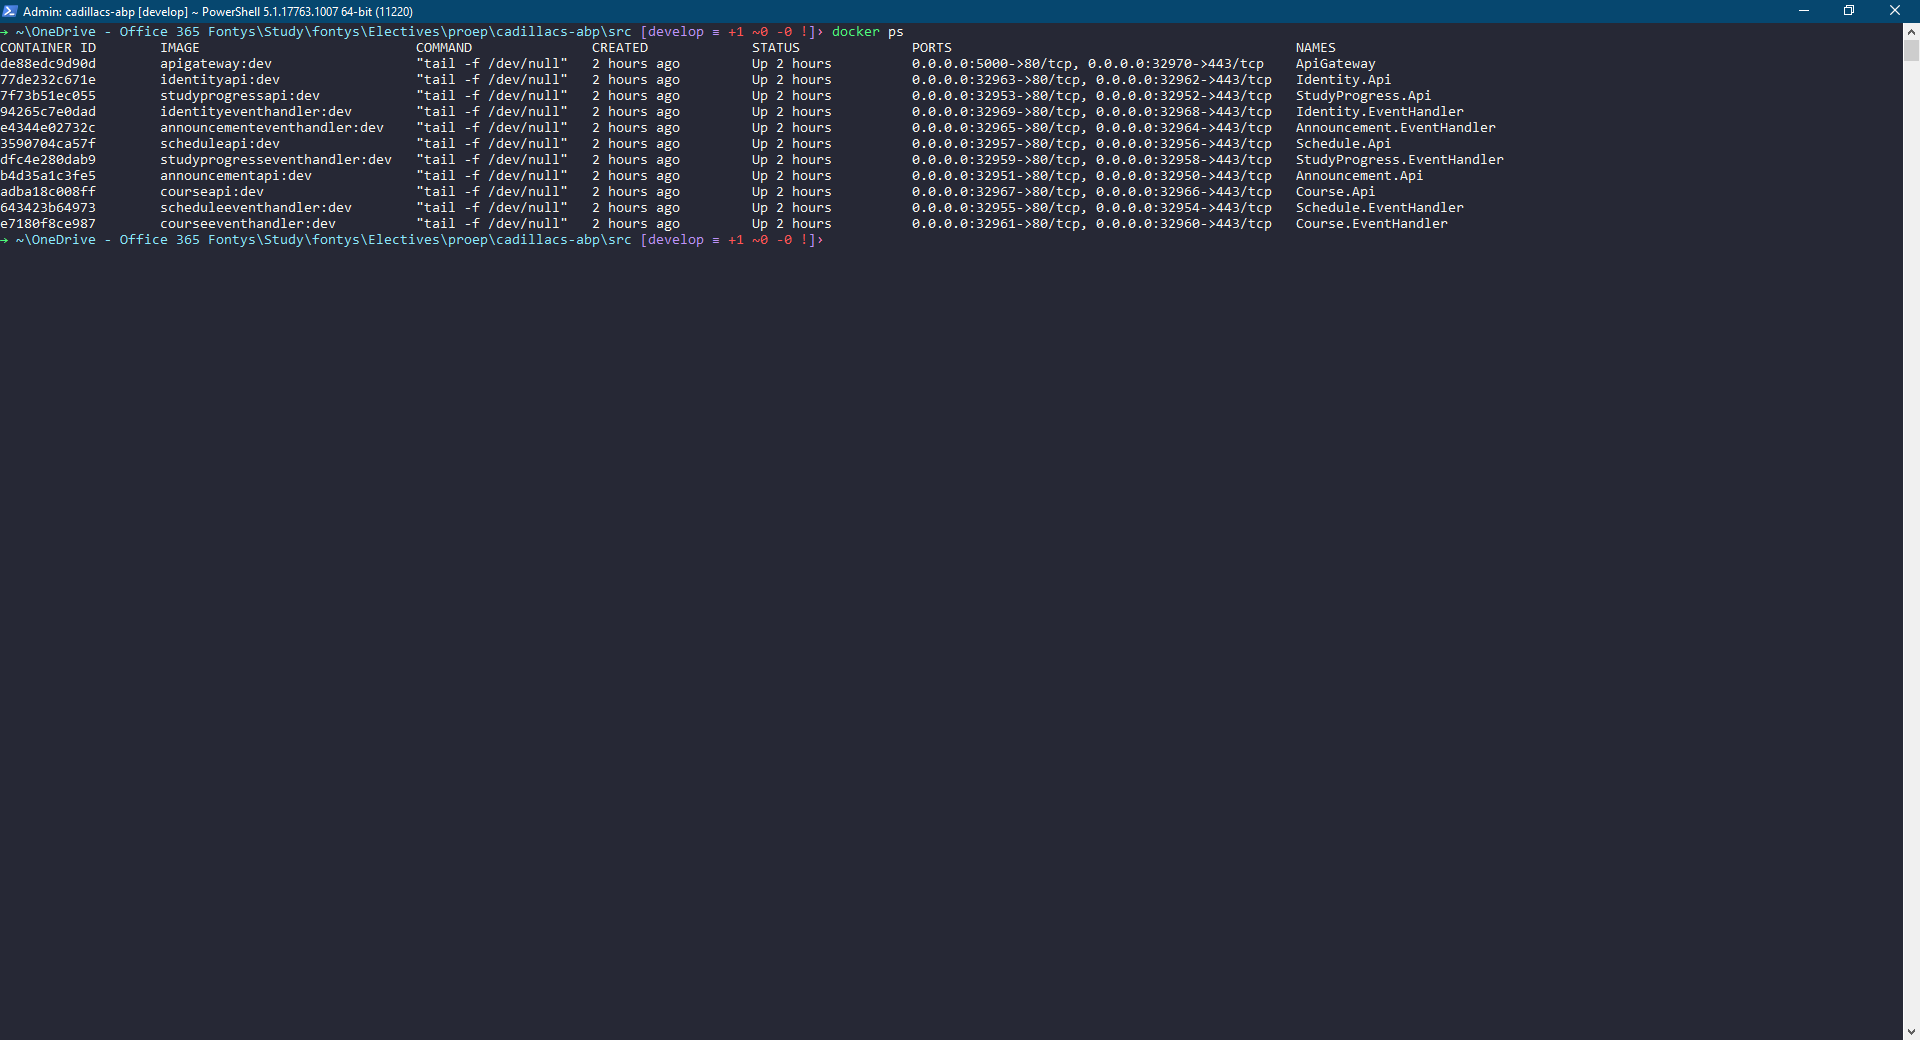 Admin: cadillacs-abp [develop] ~ PowerShell 5.1.17763.1007 64-bit (11220)
→ ~\OneDrive - Office 365 Fontys\Study\fontys\Electives\proep\cadillacs-abp\src [develop ≡ +1 ~0 -0 !]› docker ps
CONTAINER ID        IMAGE                           COMMAND               CREATED             STATUS              PORTS                                           NAMES
de88edc9d90d        apigateway:dev                  "tail -f /dev/null"   2 hours ago         Up 2 hours          0.0.0.0:5000->80/tcp, 0.0.0.0:32970->443/tcp    ApiGateway
77de232c671e        identityapi:dev                 "tail -f /dev/null"   2 hours ago         Up 2 hours          0.0.0.0:32963->80/tcp, 0.0.0.0:32962->443/tcp   Identity.Api
7f73b51ec055        studyprogressapi:dev            "tail -f /dev/null"   2 hours ago         Up 2 hours          0.0.0.0:32953->80/tcp, 0.0.0.0:32952->443/tcp   StudyProgress.Api
94265c7e0dad        identityeventhandler:dev        "tail -f /dev/null"   2 hours ago         Up 2 hours          0.0.0.0:32969->80/tcp, 0.0.0.0:32968->443/tcp   Identity.EventHandler
e4344e02732c        announcementeventhandler:dev    "tail -f /dev/null"   2 hours ago         Up 2 hours          0.0.0.0:32965->80/tcp, 0.0.0.0:32964->443/tcp   Announcement.EventHandler
3590704ca57f        scheduleapi:dev                 "tail -f /dev/null"   2 hours ago         Up 2 hours          0.0.0.0:32957->80/tcp, 0.0.0.0:32956->443/tcp   Schedule.Api
dfc4e280dab9        studyprogresseventhandler:dev   "tail -f /dev/null"   2 hours ago         Up 2 hours          0.0.0.0:32959->80/tcp, 0.0.0.0:32958->443/tcp   StudyProgress.EventHandler
b4d35a1c3fe5        announcementapi:dev             "tail -f /dev/null"   2 hours ago         Up 2 hours          0.0.0.0:32951->80/tcp, 0.0.0.0:32950->443/tcp   Announcement.Api
adba18c008ff        courseapi:dev                   "tail -f /dev/null"   2 hours ago         Up 2 hours          0.0.0.0:32967->80/tcp, 0.0.0.0:32966->443/tcp   Course.Api
643423b64973        scheduleeventhandler:dev        "tail -f /dev/null"   2 hours ago         Up 2 hours          0.0.0.0:32955->80/tcp, 0.0.0.0:32954->443/tcp   Schedule.EventHandler
e7180f8ce987        courseeventhandler:dev          "tail -f /dev/null"   2 hours ago         Up 2 hours          0.0.0.0:32961->80/tcp, 0.0.0.0:32960->443/tcp   Course.EventHandler
→ ~\OneDrive - Office 365 Fontys\Study\fontys\Electives\proep\cadillacs-abp\src [develop ≡ +1 ~0 -0 !]›